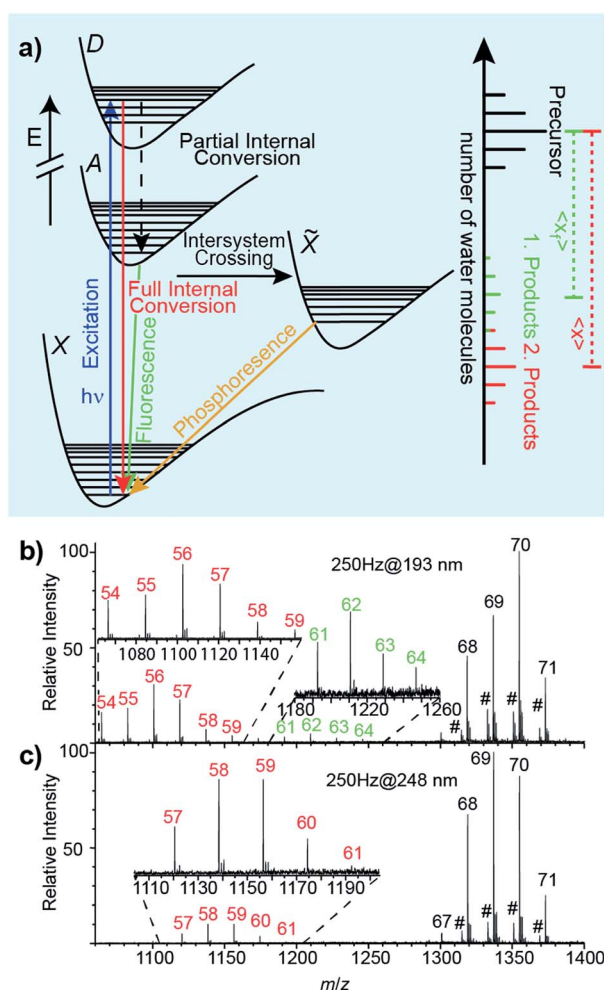 a)
D
E
Partial Internal
Conversion
A
Intersystem
Crossing
X̃
Full Internal
Conversion
X
Excitation
hν
Fluorescence
Phosphoresence
number of water molecules
Precursor
1. Products
2. Products
<x_f>
<x>
b)
Relative Intensity
100
50
250Hz@193 nm
54
55
56
57
58
59
1080 1100 1120 1140
61
62
63
64
1180 1220 1260
54 55 56 57 58 59 61 62 63 64
60 # 68 # 69 # 70 # 71
c)
Relative Intensity
100
50
250Hz@248 nm
57
58
59
60
61
1110 1130 1150 1170 1190
57 58 59 60 61
67 # 68 # 69 # 70 # 71
1100 1150 1200 1250 1300 1350 1400
m/z